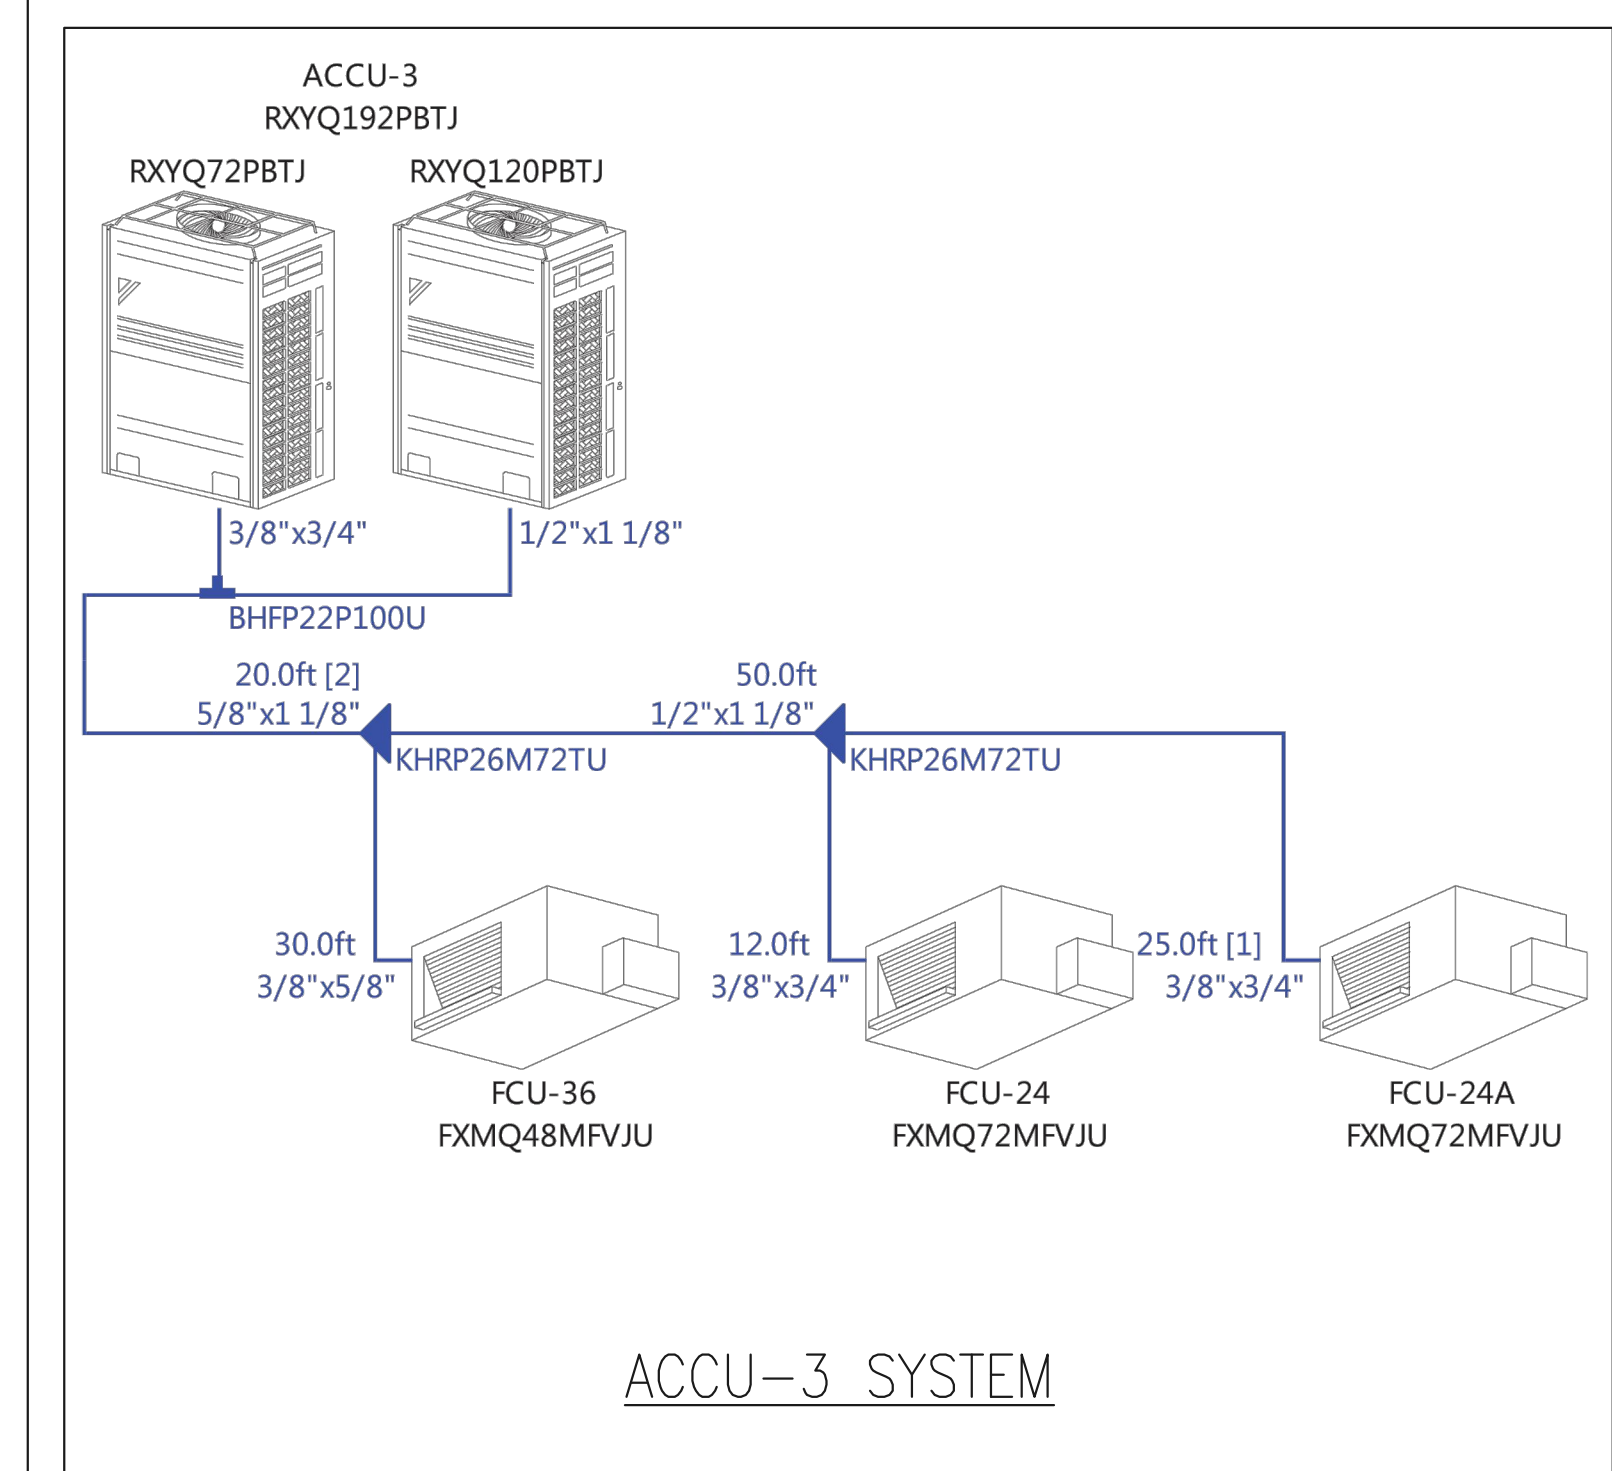 ACCU-3
RXYQ192PBTJ
RXYQ72PBTJ
RXYQ120PBTJ
3/8"x3/4"
1/2"x1 1/8"
BHFP22P100U
20.0ft [2]
5/8"x1 1/8"
50.0ft
1/2"x1 1/8"
KHRP26M72TU
KHRP26M72TU
30.0ft
3/8"x5/8"
12.0ft
3/8"x3/4"
25.0ft [1]
3/8"x3/4"
FCU-36
FXMQ48MFVJU
FCU-24
FXMQ72MFVJU
FCU-24A
FXMQ72MFVJU
ACCU-3 SYSTEM